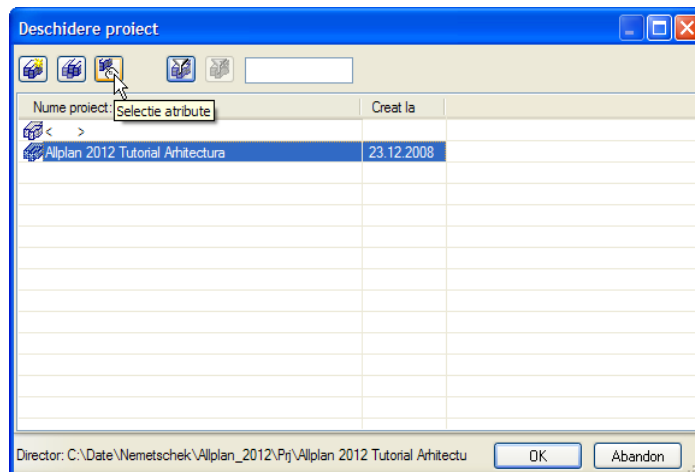 Deschidere proiect
Nume proiect: Creat la
Selectie atribute
< >
Allplan 2012 Tutorial Arhitectura 23.12.2008
Director: C:\Date\Nemetschek\Allplan_2012\Prj\Allplan 2012 Tutorial Arhitectu OK Abandon